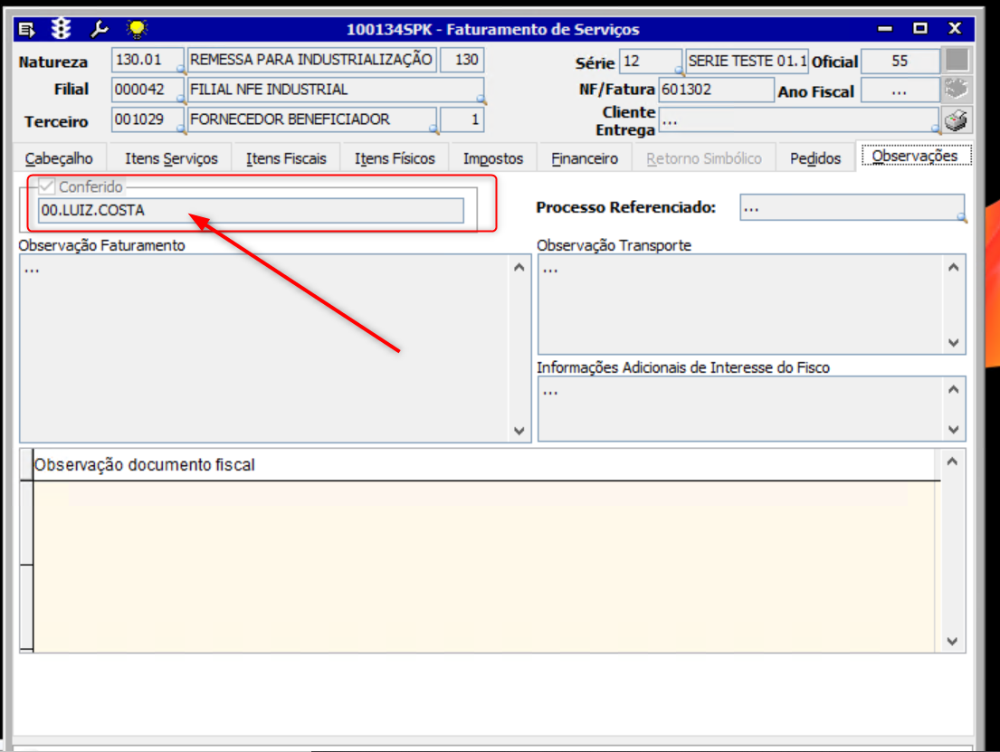 100134SPK - Faturamento de Serviços
Natureza 130.01 REMESSA PARA INDUSTRIALIZAÇÃO 130 Série 12 SERIE TESTE 01.1 Oficial 55
Filial 000042 FILIAL NFE INDUSTRIAL NF/Fatura 601302 Ano Fiscal ...
Terceiro 001029 FORNECEDOR BENEFICIADOR 1 Cliente Entrega ...
Cabeçalho Itens Serviços Itens Fiscais Itens Físicos Impostos Financeiro Retorno Simbólico Pedidos Observações
Conferido
00.LUIZ.COSTA
Processo Referenciado: ...
Observação Faturamento
...
Observação Transporte
...
Informações Adicionais de Interesse do Fisco
...
Observação documento fiscal